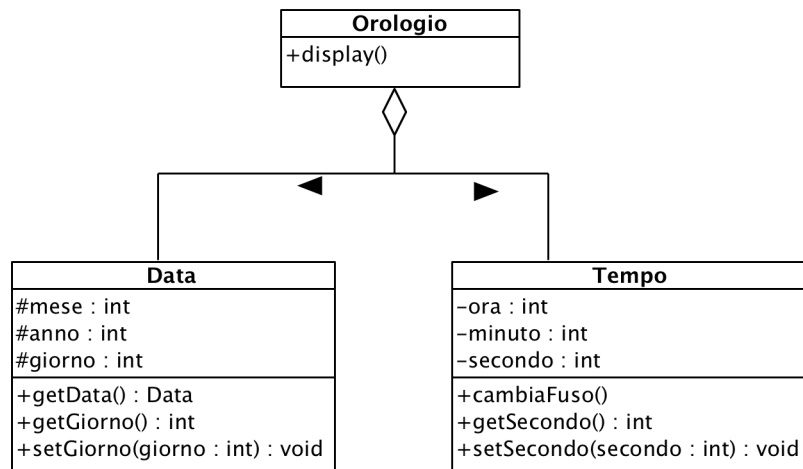 Orologio
+display()
Data
#mese : int
#anno : int
#giorno : int
+getData() : Data
+getGiorno() : int
+setGiorno(giorno : int) : void
Tempo
-ora : int
-minuto : int
-secondo : int
+cambiaFuso()
+getSecondo() : int
+setSecondo(secondo : int) : void